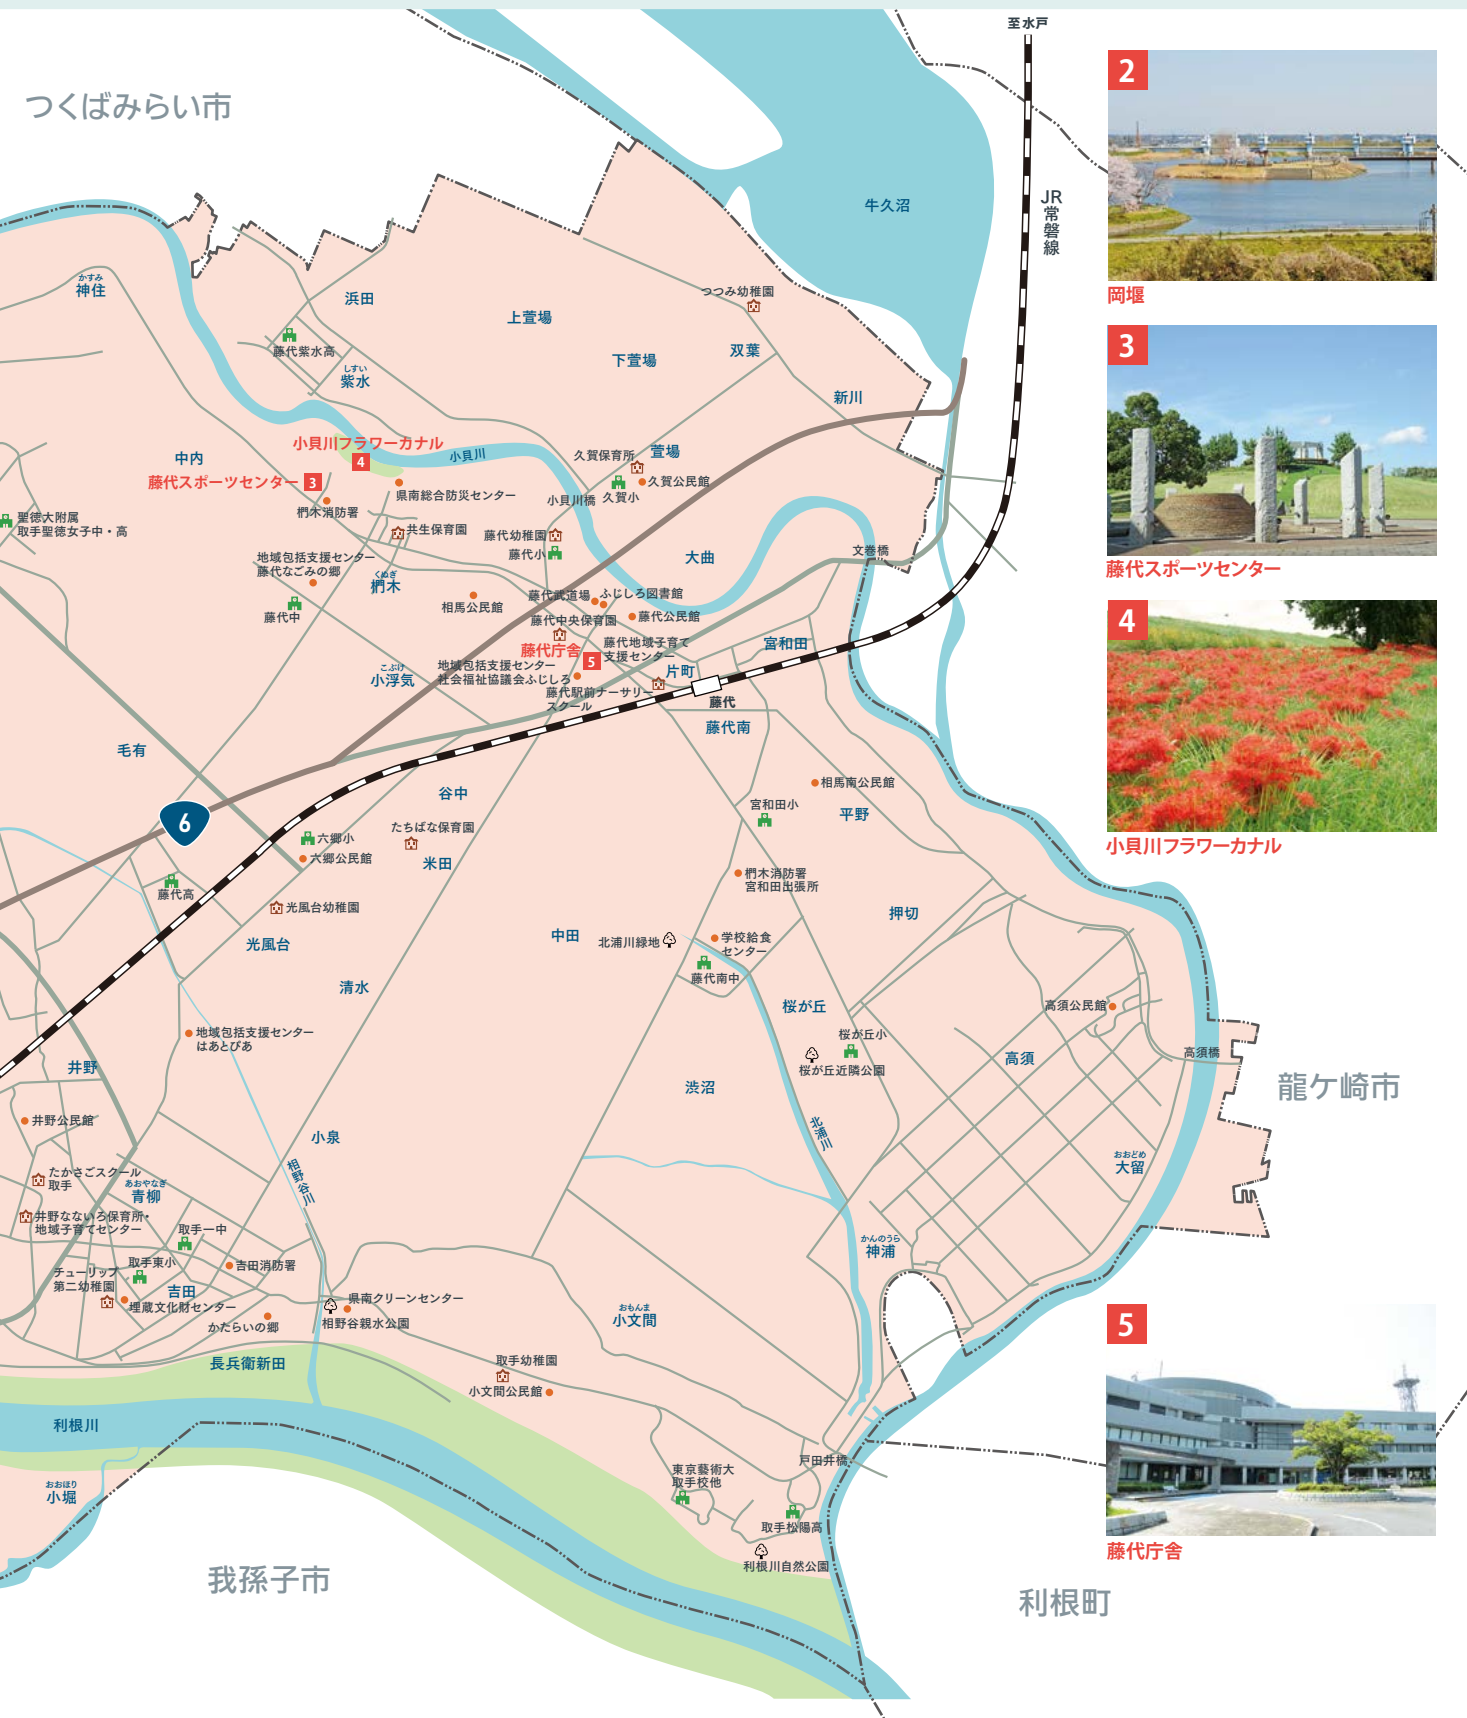 至水戸
つくばみらい市
牛久沼
JR常磐線
2
岡堰
3
藤代スポーツセンター
4
小貝川フラワーカナル
5
藤代庁舎
かすみ
神住
浜田
上萱場
つつみ幼稚園
下萱場
双葉
新川
藤代紫水高
しすい
紫水
小貝川フラワーカナル
4
中内
藤代スポーツセンター 3
小貝川
久賀保育所
萱場
久賀公民館
久賀小
小貝川橋
県南総合防災センター
椚木消防署
聖徳大附属
取手聖徳女子中・高
共生保育園
藤代幼稚園
藤代小
大曲
文巻橋
地域包括支援センター
藤代なごみの郷
くぬぎ
椚木
藤代中
相馬公民館
藤代武道場
ふじしろ図書館
藤代中央保育園
藤代公民館
藤代庁舎
5
藤代地域子育て
支援センター
宮和田
こぶけ
小浮気
地域包括支援センター
社会福祉協議会ふじしろ
片町
藤代駅前ナーサリー
スクール
藤代
藤代南
毛有
6
谷中
相馬南公民館
宮和田小
平野
六郷小
六郷公民館
たちばな保育園
米田
椚木消防署
宮和田出張所
藤代高
光風台幼稚園
押切
光風台
中田
北浦川緑地
学校給食
センター
藤代南中
清水
桜が丘
高須公民館
地域包括支援センター
はあとぴあ
桜が丘小
桜が丘近隣公園
高須
高須橋
井野
渋沼
龍ケ崎市
井野公民館
小泉
北浦川
たかさごスクール
取手
あおやなぎ
青柳
相野谷川
おおどめ
大留
井野なないろ保育所・
地域子育てセンター
取手一中
かんのうら
神浦
チューリップ
第二幼稚園
取手東小
吉田消防署
吉田
埋蔵文化財センター
かたらいの郷
県南クリーンセンター
相野谷親水公園
おもんま
小文間
長兵衛新田
取手幼稚園
小文間公民館
利根川
戸田井橋
おおほり
小堀
東京藝術大
取手校他
取手松陽高
利根川自然公園
我孫子市
利根町